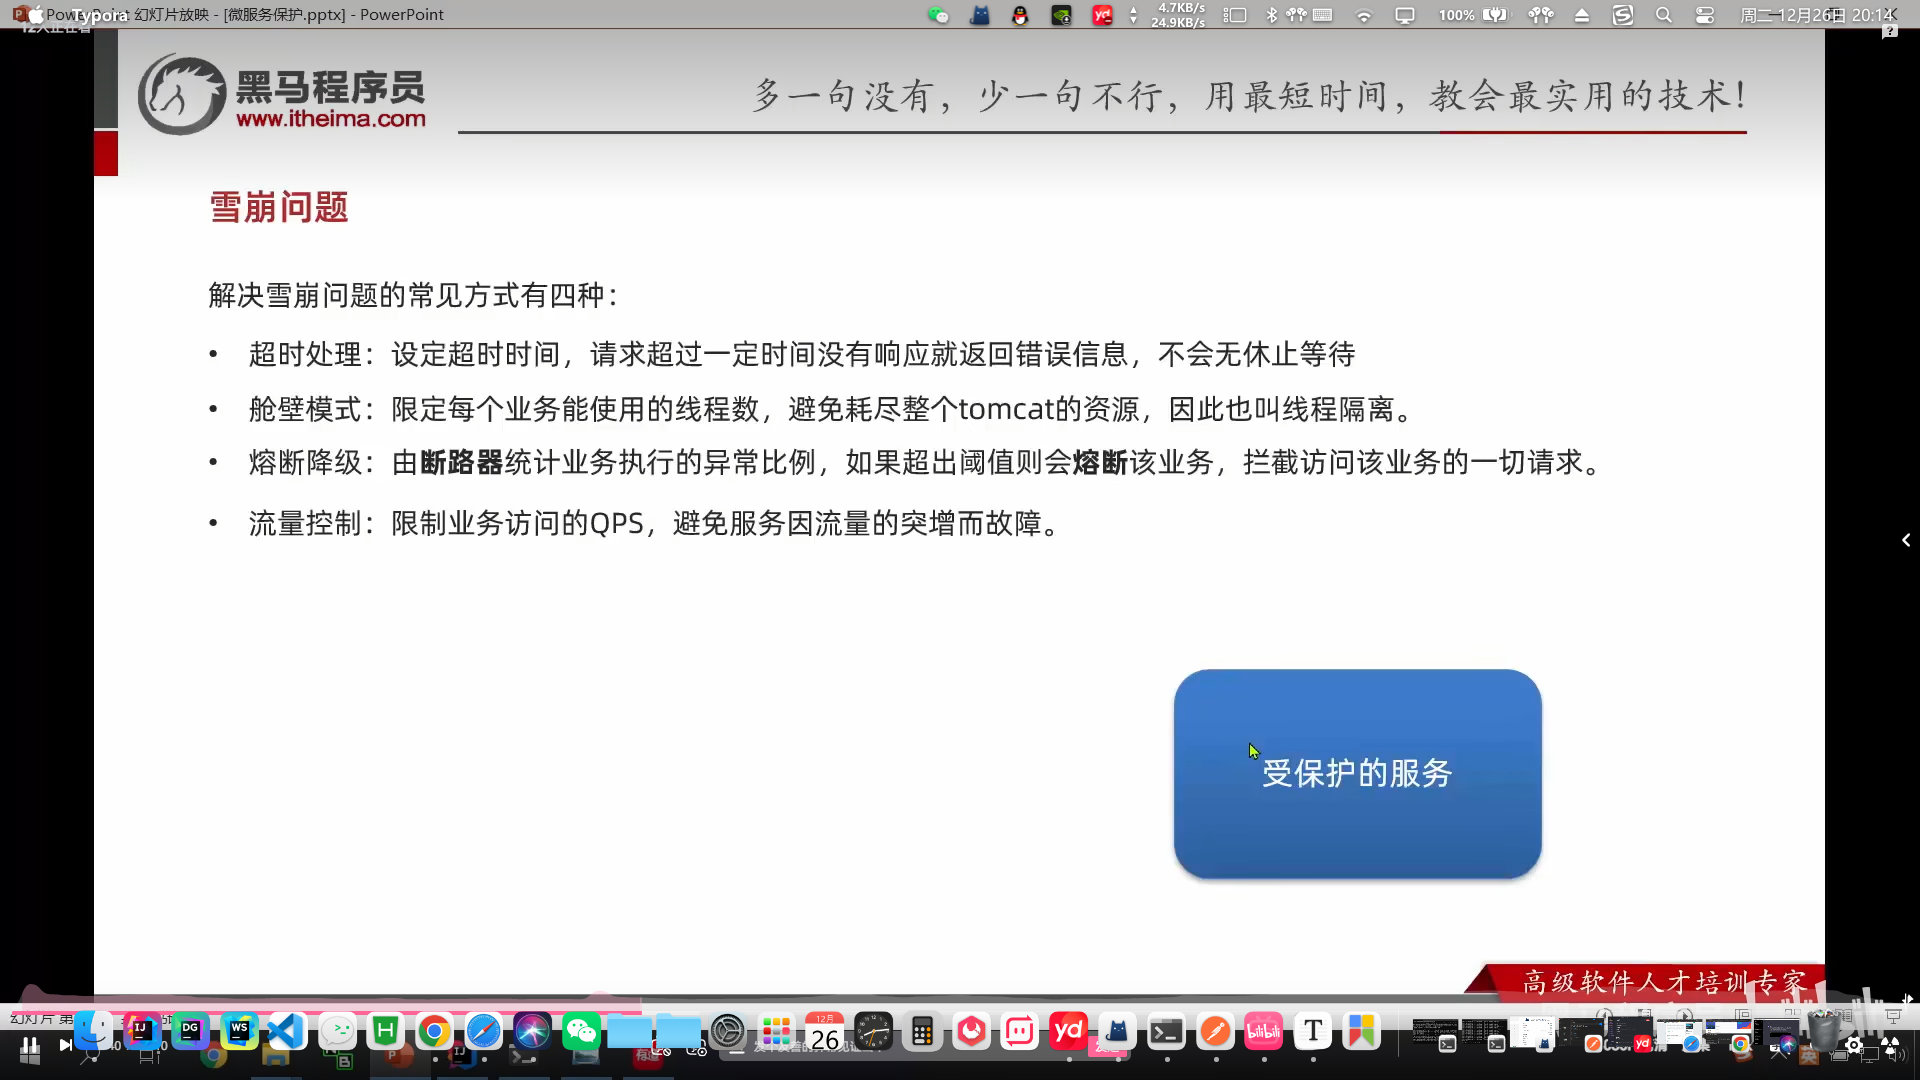 PowerPoint 幻灯片放映 - [微服务保护.pptx] - PowerPoint
Typora
4.7KB/s
24.9KB/s
100%
周二 12月26日 20:14
黑马程序员
www.itheima.com
多一句没有，少一句不行，用最短时间，教会最实用的技术！
雪崩问题
解决雪崩问题的常见方式有四种：
• 超时处理：设定超时时间，请求超过一定时间没有响应就返回错误信息，不会无休止等待
• 舱壁模式：限定每个业务能使用的线程数，避免耗尽整个tomcat的资源，因此也叫线程隔离。
• 熔断降级：由断路器统计业务执行的异常比例，如果超出阈值则会熔断该业务，拦截访问该业务的一切请求。
• 流量控制：限制业务访问的QPS，避免服务因流量的突增而故障。
受保护的服务
高级软件人才培训专家
IJ
DG
WS
H
12月
26
yd
bilibili
T